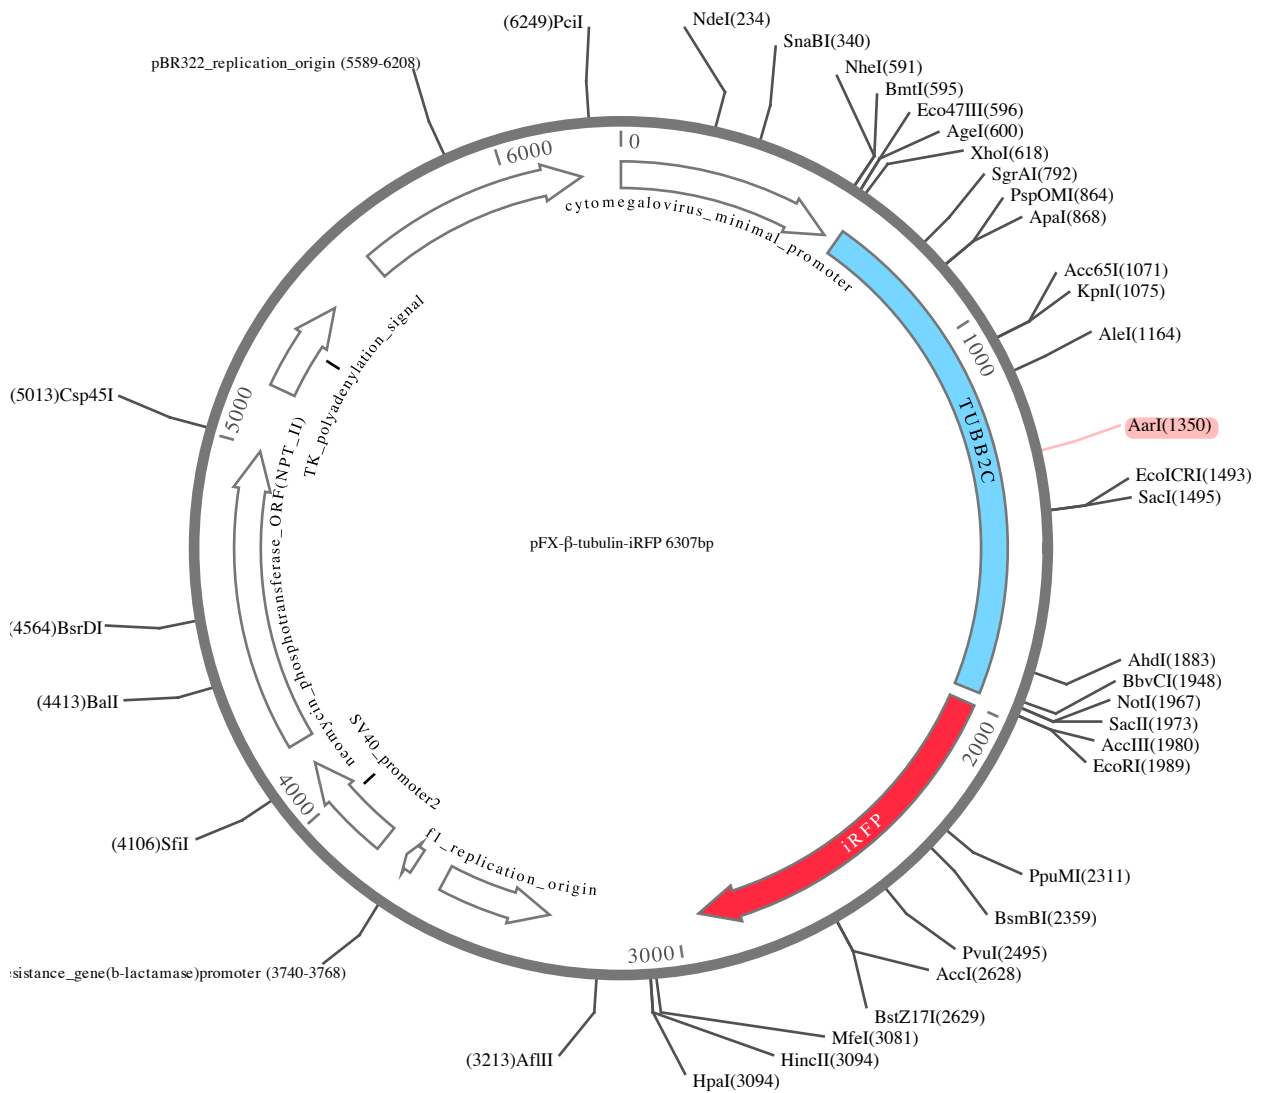 (6249)PciI
NdeI(234)
SnaBI(340)
pBR322_replication_origin (5589-6208)
NheI(591)
BmtI(595)
Eco47III(596)
AgeI(600)
XhoI(618)
SgrAI(792)
PspOMI(864)
ApaI(868)
6000
0
cytomegalovirus_minimal_promoter
Acc65I(1071)
KpnI(1075)
AleI(1164)
1000
TK_polyadenylation_signal
(5013)Csp45I
5000
TUBB2C
AarI(1350)
EcoICRI(1493)
SacI(1495)
neomycin_phosphotransferase_ORF(NPT_II)
pFX-β-tubulin-iRFP 6307bp
(4564)BsrDI
(4413)BalI
AhdI(1883)
BbvCI(1948)
NotI(1967)
SacII(1973)
AccIII(1980)
EcoRI(1989)
2000
SV40_promoter2
4000
(4106)SfiI
iRFP
f1_replication_origin
PpuMI(2311)
BsmBI(2359)
PvuI(2495)
AccI(2628)
3000
sistance_gene(b-lactamase)promoter (3740-3768)
BstZ17I(2629)
MfeI(3081)
HincII(3094)
HpaI(3094)
(3213)AflII